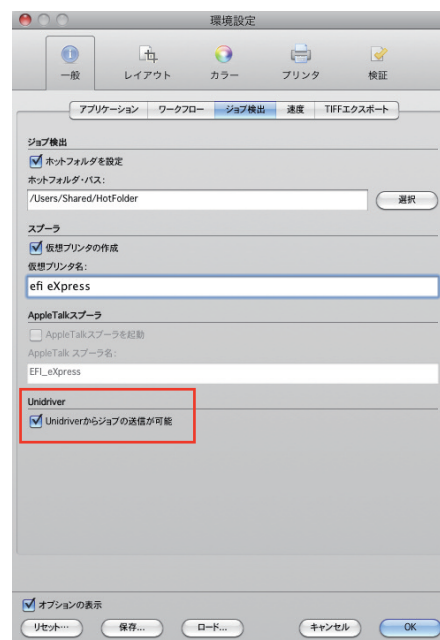 環境設定
一般 レイアウト カラー プリンタ 検証
アプリケーション ワークフロー ジョブ検出 速度 TIFFエクスポート
ジョブ検出
ホットフォルダを設定
ホットフォルダ・パス:
/Users/Shared/HotFolder 選択
スプーラ
仮想プリンタの作成
仮想プリンタ名:
efi eXpress
AppleTalkスプーラ
AppleTalkスプーラを起動
AppleTalk スプーラ名:
EFI_eXpress
Unidriver
Unidriverからジョブの送信が可能
オプションの表示
リセット… 保存... ロード... キャンセル OK